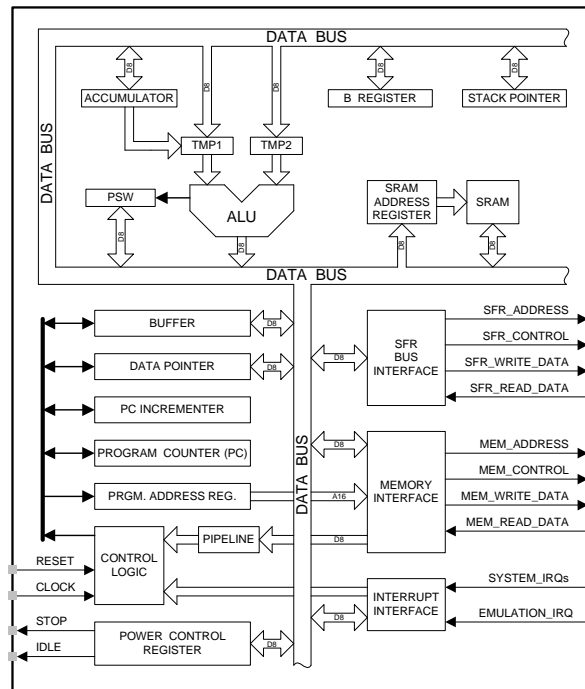 DATA BUS
D8
D8
D8
D8
D8
ACCUMULATOR
B REGISTER
STACK POINTER
DATA BUS
TMP1
TMP2
PSW
ALU
SRAM
ADDRESS
REGISTER
SRAM
D8
D8
D8
D8
DATA BUS
BUFFER
D8
DATA POINTER
D8
PC INCREMENTER
PROGRAM COUNTER (PC)
PRGM. ADDRESS REG.
A16
DATA BUS
D8
SFR
BUS
INTERFACE
SFR_ADDRESS
SFR_CONTROL
SFR_WRITE_DATA
SFR_READ_DATA
D8
MEMORY
INTERFACE
MEM_ADDRESS
MEM_CONTROL
MEM_WRITE_DATA
MEM_READ_DATA
CONTROL
LOGIC
PIPELINE
D8
RESET
CLOCK
INTERRUPT
INTERFACE
SYSTEM_IRQs
EMULATION_IRQ
D8
STOP
IDLE
POWER CONTROL
REGISTER
D8